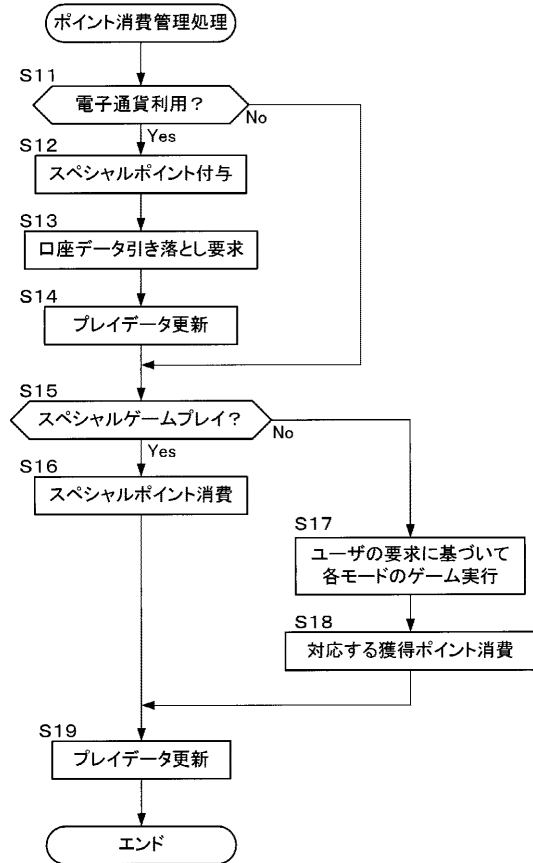 ポイント消費管理処理
S11
電子通貨利用?
No
Yes
S12
スペシャルポイント付与
S13
口座データ引き落とし要求
S14
プレイデータ更新
S15
スペシャルゲームプレイ?
No
Yes
S16
スペシャルポイント消費
S17
ユーザの要求に基づいて
各モードのゲーム実行
S18
対応する獲得ポイント消費
S19
プレイデータ更新
エンド